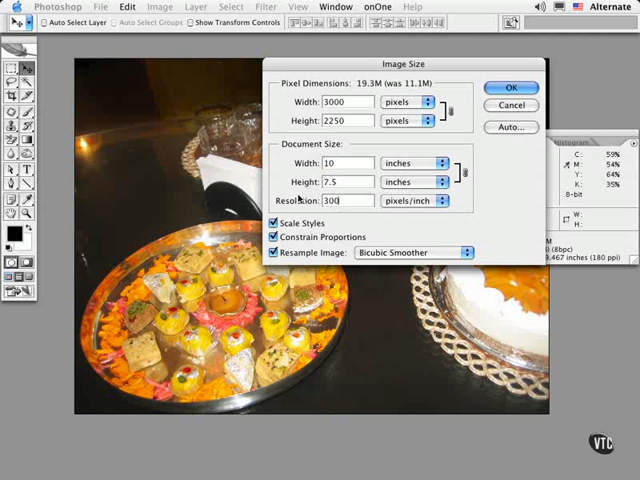 Photoshop File Edit Image Layer Select Filter View Window onOne Help Alternate
Auto Select Layer Auto Select Groups Show Transform Controls
Image Size
Pixel Dimensions: 19.3M (was 11.1M)
Width: 3000 pixels
Height: 2250 pixels
OK
Cancel
Auto...
Document Size:
Width: 10 inches
Height: 7.5 inches
Resolution: 300 pixels/inch
Scale Styles
Constrain Proportions
Resample Image: Bicubic Smoother
Histogram
C: 59%
M: 54%
Y: 64%
K: 35%
8-bit
W:
H:
(8bpc)
9.467 inches (180 ppi)
VTC